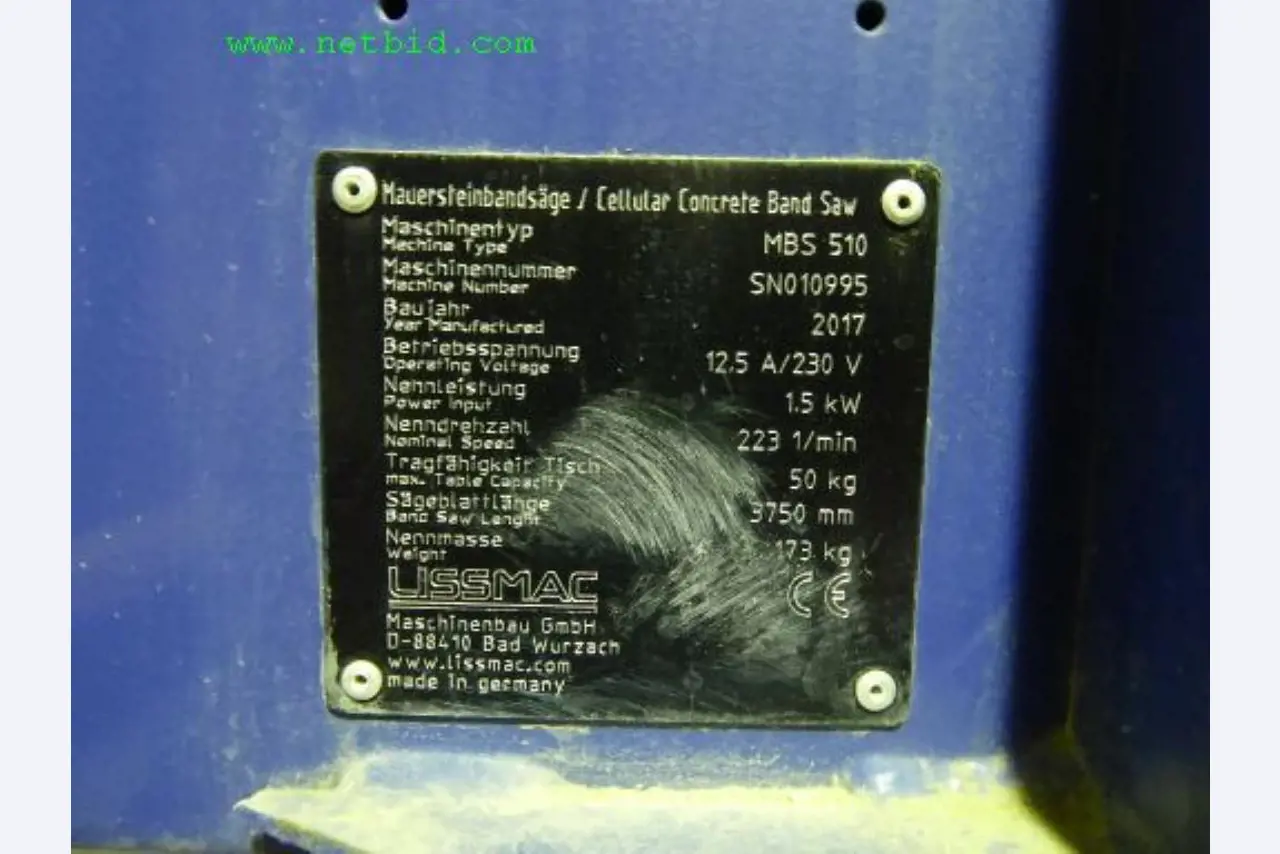 www.netbid.com
Mauersteinbandsäge / Cellular Concrete Band Saw
Maschinentyp MBS 510
Machine Type
Maschinennummer SN010995
Machine Number
Baujahr 2017
Year Manufactured
Betriebsspannung 12.5 A/230 V
Operating Voltage
Nennleistung 1.5 kW
Power Input
Nenndrehzahl 223 1/min
Nominal Speed
Tragfähigkeit Tisch 50 kg
max. Table Capacity
Sägeblattlänge 3750 mm
Band Saw Lenght
Nennmasse 173 kg
Weight
LISSMAC CE
Maschinenbau GmbH
D-88410 Bad Wurzach
www.lissmac.com
made in germany